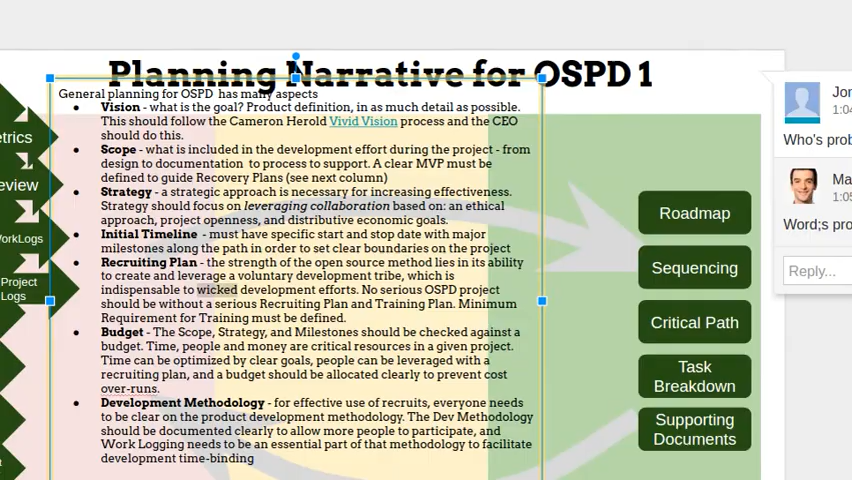 Planning Narrative for OSPD 1
General planning for OSPD has many aspects
● Vision - what is the goal? Product definition, in as much detail as possible.
This should follow the Cameron Herold Vivid Vision process and the CEO
should do this.
● Scope - what is included in the development effort during the project - from
design to documentation to process to support. A clear MVP must be
defined to guide Recovery Plans (see next column)
● Strategy - a strategic approach is necessary for increasing effectiveness.
Strategy should focus on leveraging collaboration based on: an ethical
approach, project openness, and distributive economic goals.
● Initial Timeline - must have specific start and stop date with major
milestones along the path in order to set clear boundaries on the project
● Recruiting Plan - the strength of the open source method lies in its ability
to create and leverage a voluntary development tribe, which is
indispensable to wicked development efforts. No serious OSPD project
should be without a serious Recruiting Plan and Training Plan. Minimum
Requirement for Training must be defined.
● Budget - The Scope, Strategy, and Milestones should be checked against a
budget. Time, people and money are critical resources in a given project.
Time can be optimized by clear goals, people can be leveraged with a
recruiting plan, and a budget should be allocated clearly to prevent cost
over-runs.
● Development Methodology - for effective use of recruits, everyone needs
to be clear on the product development methodology. The Dev Methodology
should be documented clearly to allow more people to participate, and
Work Logging needs to be an essential part of that methodology to facilitate
development time-binding
etrics
eview
WorkLogs
Project
Logs
Roadmap
Sequencing
Critical Path
Task
Breakdown
Supporting
Documents
Jon
1:04
Who's prob
Ma
1:05
Word;s pro
Reply...